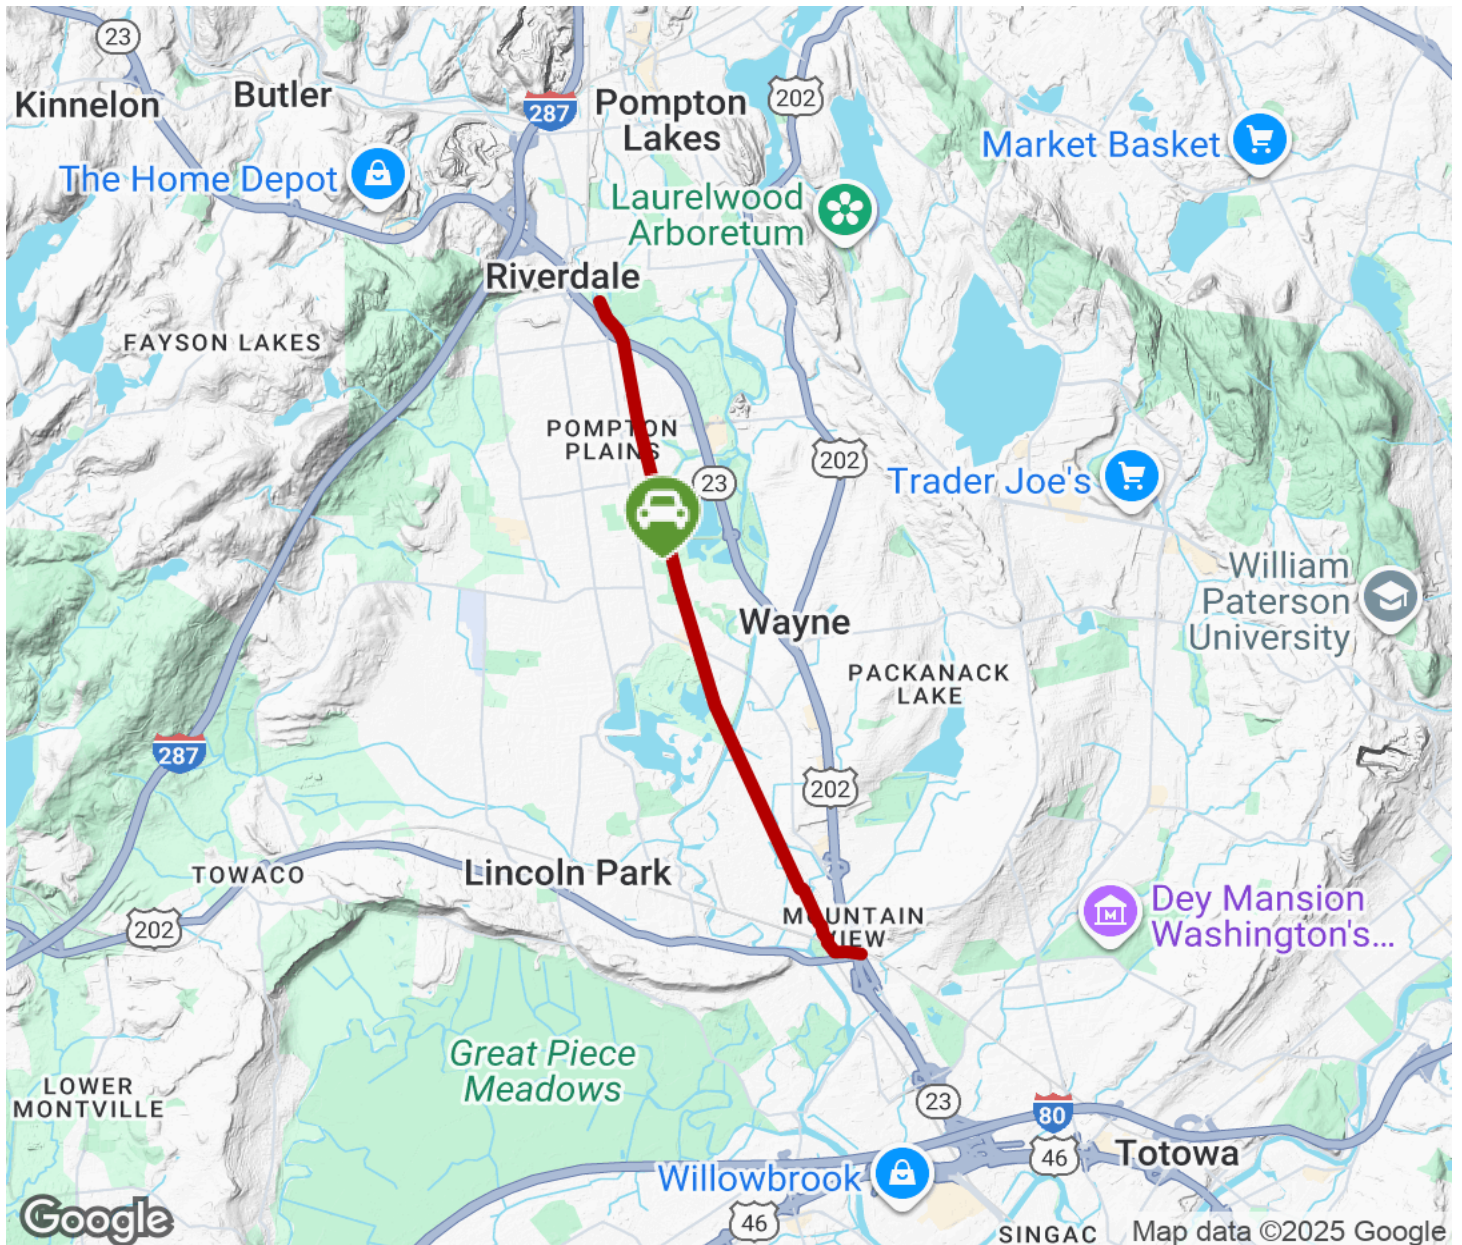 23
Kinnelon
Butler
287
Pompton
Lakes
202
Market Basket
The Home Depot
Laurelwood
Arboretum
Riverdale
FAYSON LAKES
POMPTON
PLAINS
23
202
Trader Joe's
William
Paterson
University
Wayne
PACKANACK
LAKE
287
202
TOWACO
Lincoln Park
202
MOUNTAIN
VIEW
Dey Mansion
Washington's...
Great Piece
Meadows
LOWER
MONTVILLE
23
80
46
Totowa
Willowbrook
46
SINGAC
Google
Map data ©2025 Google